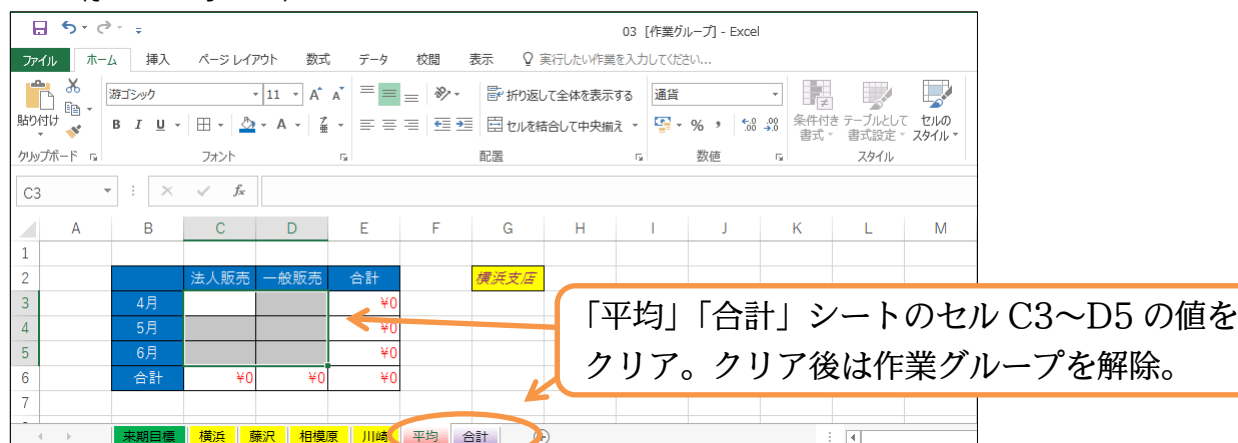 03 [作業グループ] - Excel
ファイル ホーム 挿入 ページ レイアウト 数式 データ 校閲 表示 実行したい作業を入力してください...
游ゴシック 11 A A 折り返して全体を表示する 通貨
貼り付け B I U A セルを結合して中央揃え % , 条件付き書式 テーブルとして書式設定 セルのスタイル
クリップボード フォント 配置 数値 スタイル
C3 fx
A B C D E F G H I J K L M
1
2 法人販売 一般販売 合計 横浜支店
3 4月 ¥0
4 5月 ¥0
5 6月 ¥0
6 合計 ¥0 ¥0 ¥0
7
「平均」「合計」シートのセル C3～D5 の値を
クリア。クリア後は作業グループを解除。
来期目標 横浜 藤沢 相模原 川崎 平均 合計